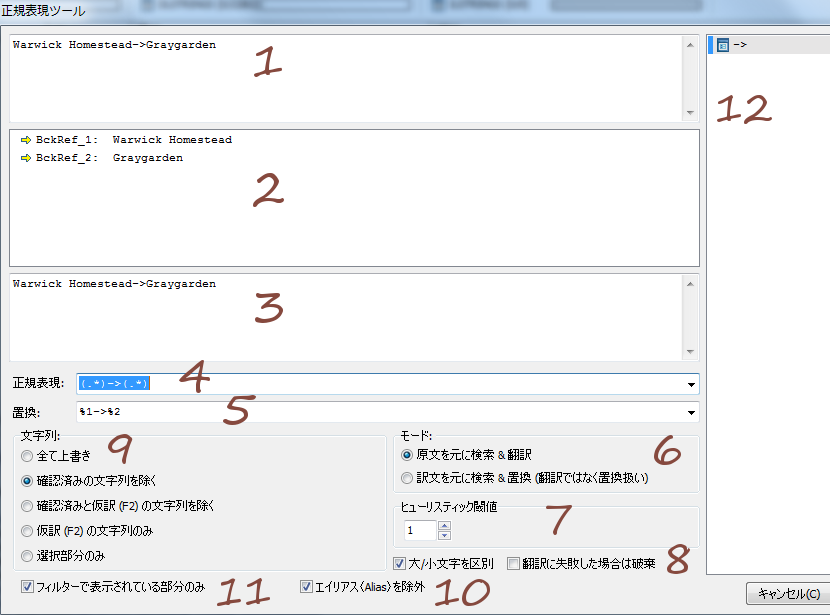 正規表現ツール
Warwick Homestead->Graygarden
1
->
12
BckRef_1: Warwick Homestead
BckRef_2: Graygarden
2
Warwick Homestead->Graygarden
3
正規表現: (.*)->(.*)
4
置換: %1->%2
5
文字列:
9
全て上書き
確認済みの文字列を除く
確認済みと仮訳 (F2) の文字列を除く
仮訳 (F2) の文字列のみ
選択部分のみ
モード:
6
原文を元に検索 & 翻訳
訳文を元に検索 & 置換 (翻訳ではなく置換扱い)
ヒューリスティック閾値
1
7
大/小文字を区別
翻訳に失敗した場合は破棄
8
フィルターで表示されている部分のみ
11
エイリアス〈Alias〉を除外
10
キャンセル(C)